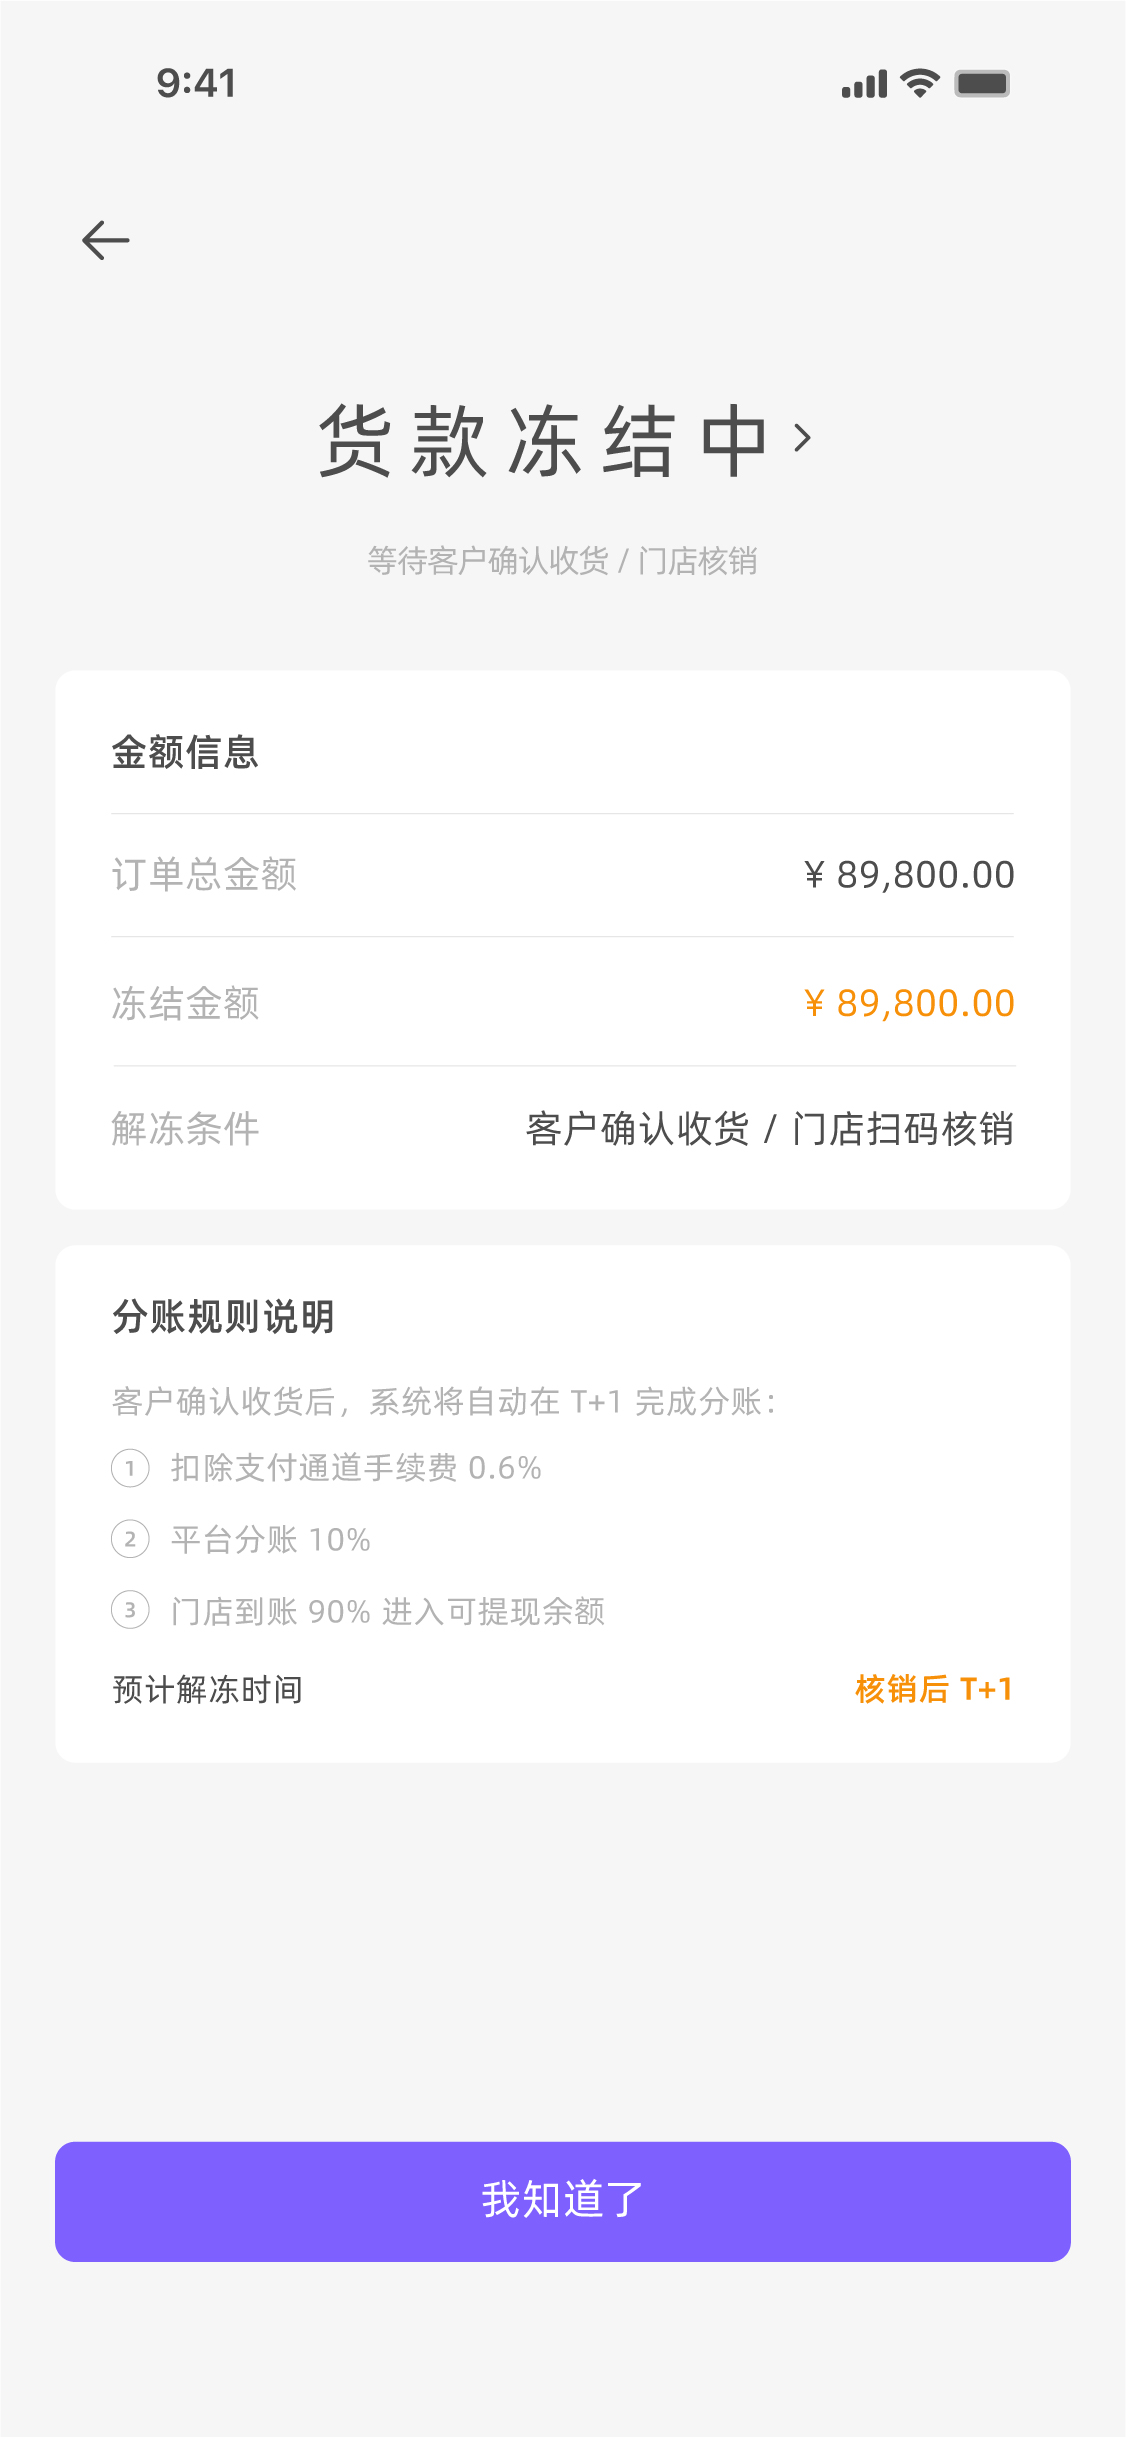 9:41
货款冻结中
等待客户确认收货 / 门店核销
金额信息
订单总金额 ¥ 89,800.00
冻结金额 ¥ 89,800.00
解冻条件 客户确认收货 / 门店扫码核销
分账规则说明
客户确认收货后，系统将自动在 T+1 完成分账：
1 扣除支付通道手续费 0.6%
2 平台分账 10%
3 门店到账 90% 进入可提现余额
预计解冻时间 核销后 T+1
我知道了